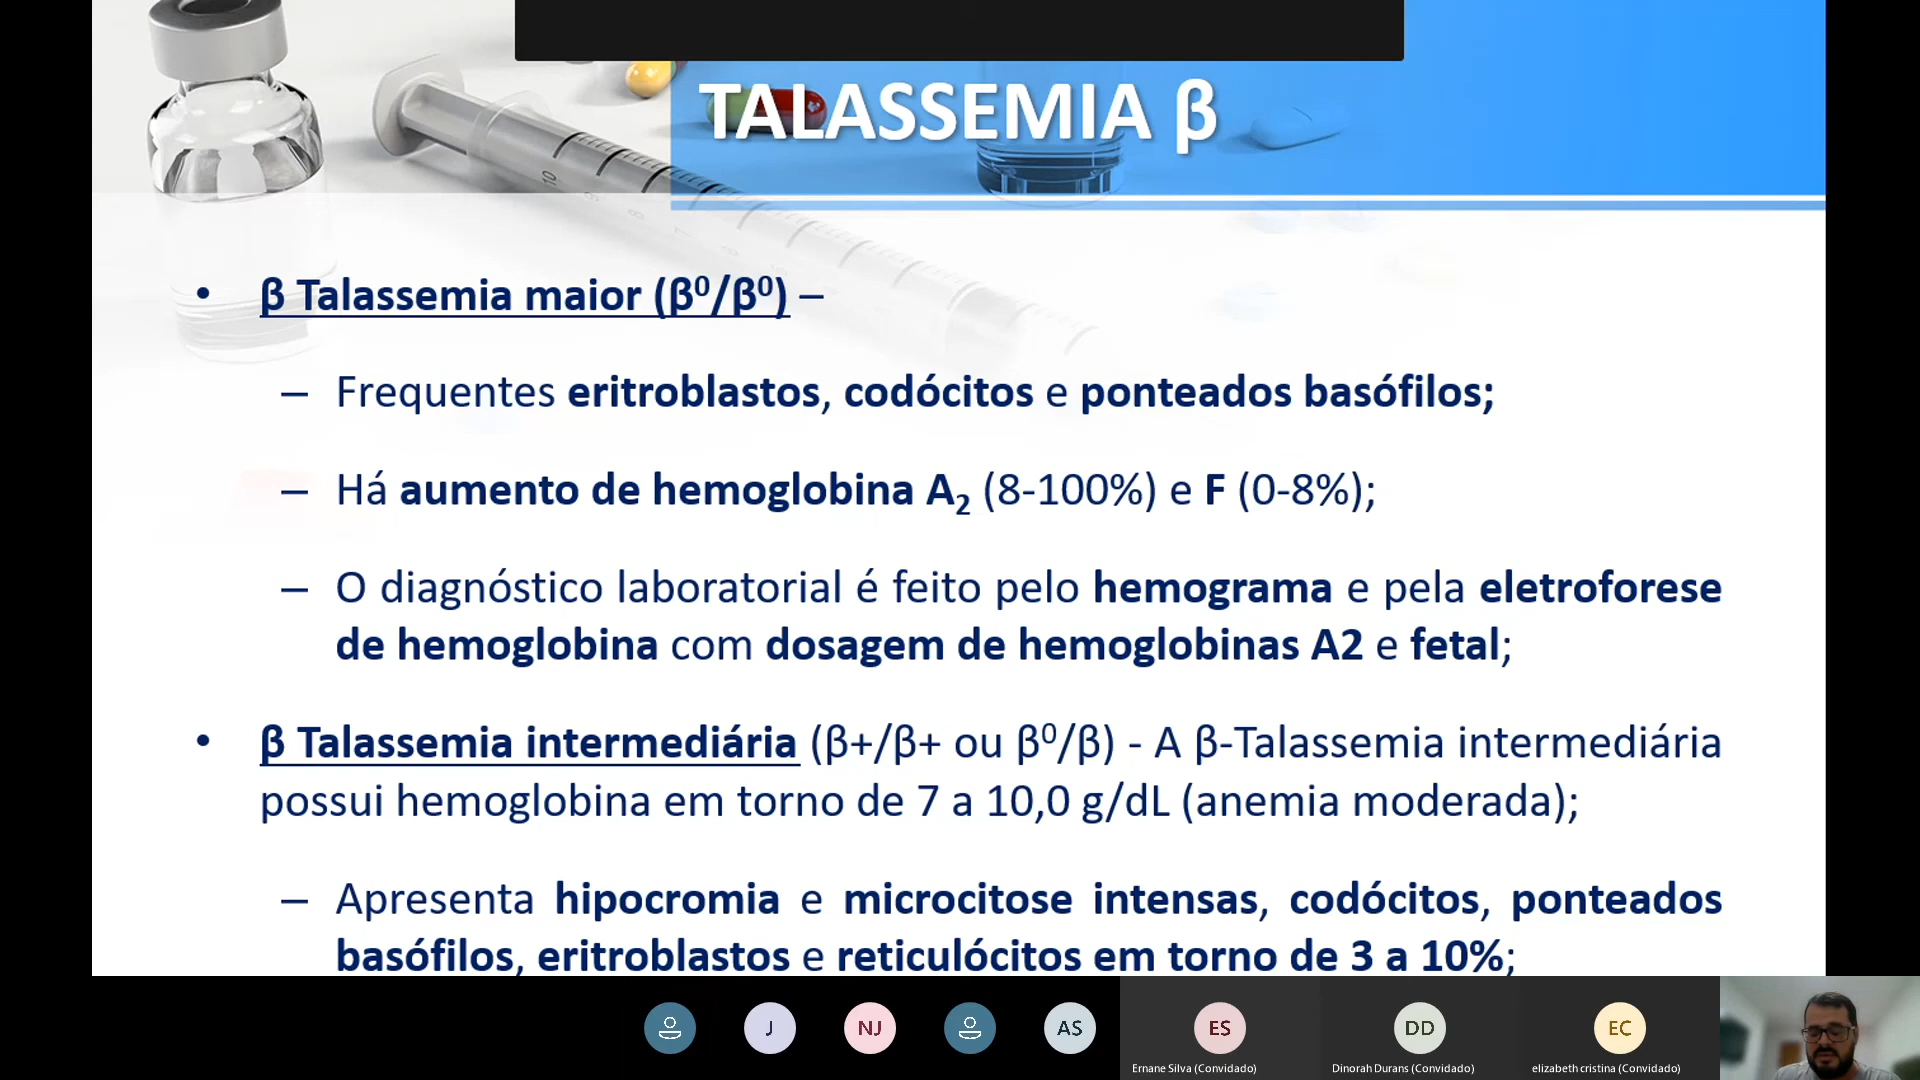 TALASSEMIA β
• β Talassemia maior (β⁰/β⁰) –
– Frequentes eritroblastos, codócitos e ponteados basófilos;
– Há aumento de hemoglobina A₂ (8-100%) e F (0-8%);
– O diagnóstico laboratorial é feito pelo hemograma e pela eletroforese
de hemoglobina com dosagem de hemoglobinas A2 e fetal;
• β Talassemia intermediária (β+/β+ ou β⁰/β) - A β-Talassemia intermediária
possui hemoglobina em torno de 7 a 10,0 g/dL (anemia moderada);
– Apresenta hipocromia e microcitose intensas, codócitos, ponteados
basófilos, eritroblastos e reticulócitos em torno de 3 a 10%;
J NJ AS ES DD EC
Ernane Silva (Convidado) Dinorah Durans (Convidado) elizabeth cristina (Convidado)